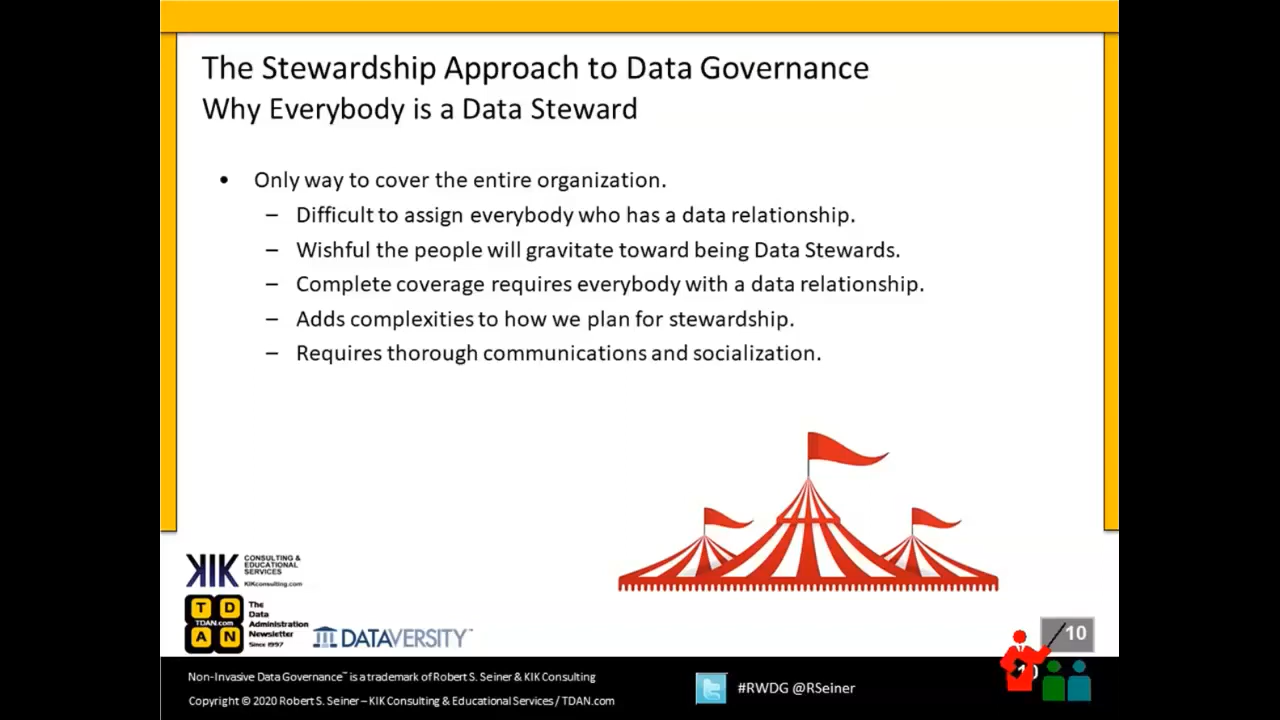 The Stewardship Approach to Data Governance
Why Everybody is a Data Steward
• Only way to cover the entire organization.
– Difficult to assign everybody who has a data relationship.
– Wishful the people will gravitate toward being Data Stewards.
– Complete coverage requires everybody with a data relationship.
– Adds complexities to how we plan for stewardship.
– Requires thorough communications and socialization.
KIK CONSULTING &
EDUCATIONAL
SERVICES
KIKconsulting.com
T D
TDAN.com
A N
The
Data
Administration
Newsletter
Since 1997
DATAVERSITY™
10
10
Non-Invasive Data Governance™ is a trademark of Robert S. Seiner & KIK Consulting
Copyright © 2020 Robert S. Seiner – KIK Consulting & Educational Services / TDAN.com
#RWDG @RSeiner